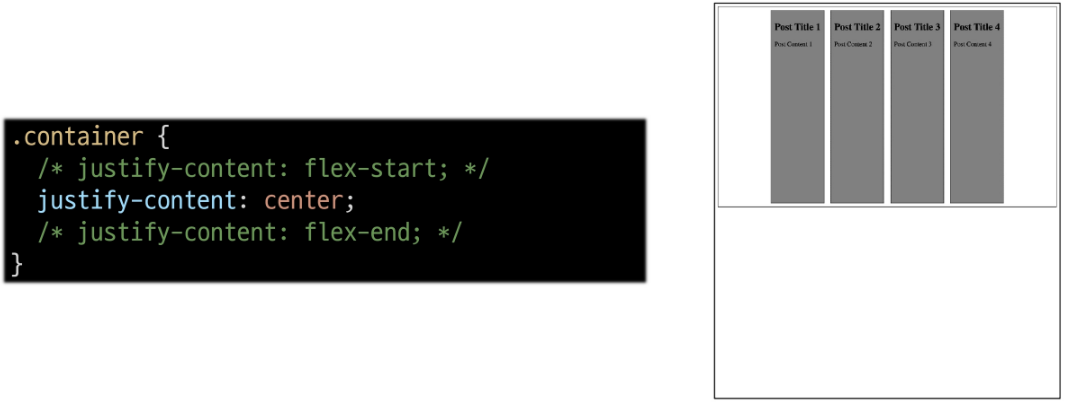 .container {
/* justify-content: flex-start; */
justify-content: center;
/* justify-content: flex-end; */
}
Post Title 1 Post Title 2 Post Title 3 Post Title 4
Post Content 1 Post Content 2 Post Content 3 Post Content 4